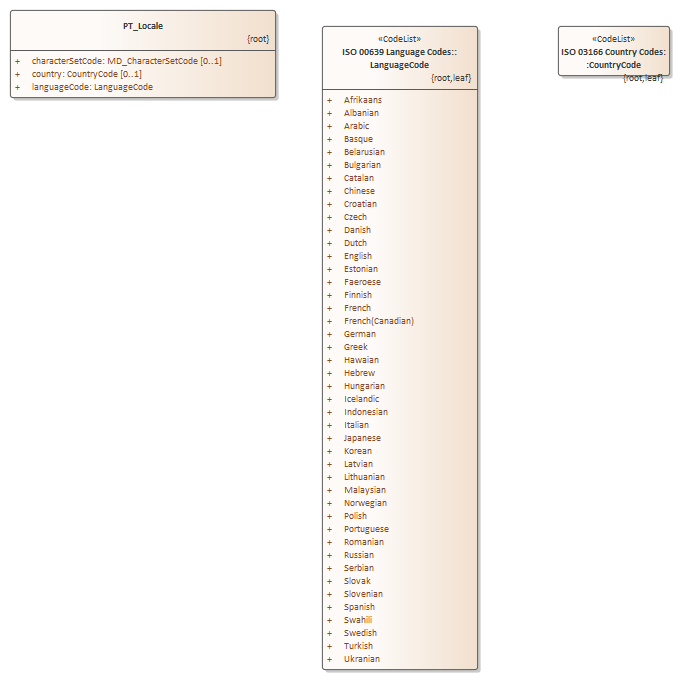 PT_Locale
{root}
+ characterSetCode: MD_CharacterSetCode [0..1]
+ country: CountryCode [0..1]
+ languageCode: LanguageCode
«CodeList»
ISO 00639 Language Codes::
LanguageCode
{root,leaf}
+ Afrikaans
+ Albanian
+ Arabic
+ Basque
+ Belarusian
+ Bulgarian
+ Catalan
+ Chinese
+ Croatian
+ Czech
+ Danish
+ Dutch
+ English
+ Estonian
+ Faeroese
+ Finnish
+ French
+ French(Canadian)
+ German
+ Greek
+ Hawaian
+ Hebrew
+ Hungarian
+ Icelandic
+ Indonesian
+ Italian
+ Japanese
+ Korean
+ Latvian
+ Lithuanian
+ Malaysian
+ Norwegian
+ Polish
+ Portuguese
+ Romanian
+ Russian
+ Serbian
+ Slovak
+ Slovenian
+ Spanish
+ Swahili
+ Swedish
+ Turkish
+ Ukranian
«CodeList»
ISO 03166 Country Codes:
:CountryCode
{root,leaf}